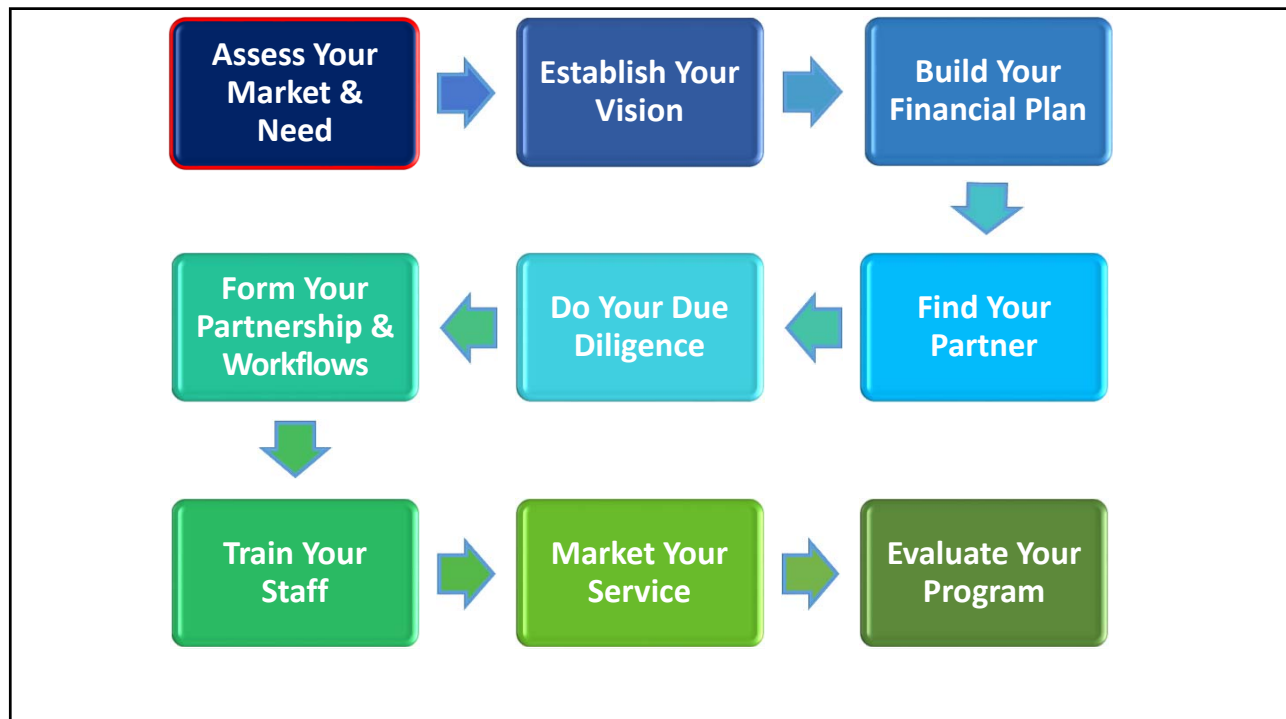 Assess Your
Market &
Need
Establish Your
Vision
Build Your
Financial Plan
Find Your
Partner
Do Your Due
Diligence
Form Your
Partnership &
Workflows
Train Your
Staff
Market Your
Service
Evaluate Your
Program